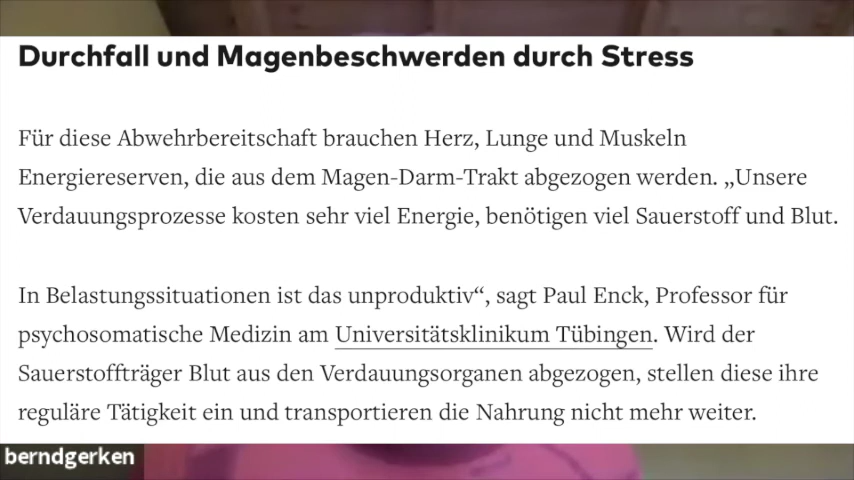 Durchfall und Magenbeschwerden durch Stress
Für diese Abwehrbereitschaft brauchen Herz, Lunge und Muskeln
Energiereserven, die aus dem Magen-Darm-Trakt abgezogen werden. „Unsere
Verdauungsprozesse kosten sehr viel Energie, benötigen viel Sauerstoff und Blut.
In Belastungssituationen ist das unproduktiv“, sagt Paul Enck, Professor für
psychosomatische Medizin am Universitätsklinikum Tübingen. Wird der
Sauerstoffträger Blut aus den Verdauungsorganen abgezogen, stellen diese ihre
reguläre Tätigkeit ein und transportieren die Nahrung nicht mehr weiter.
berndgerken